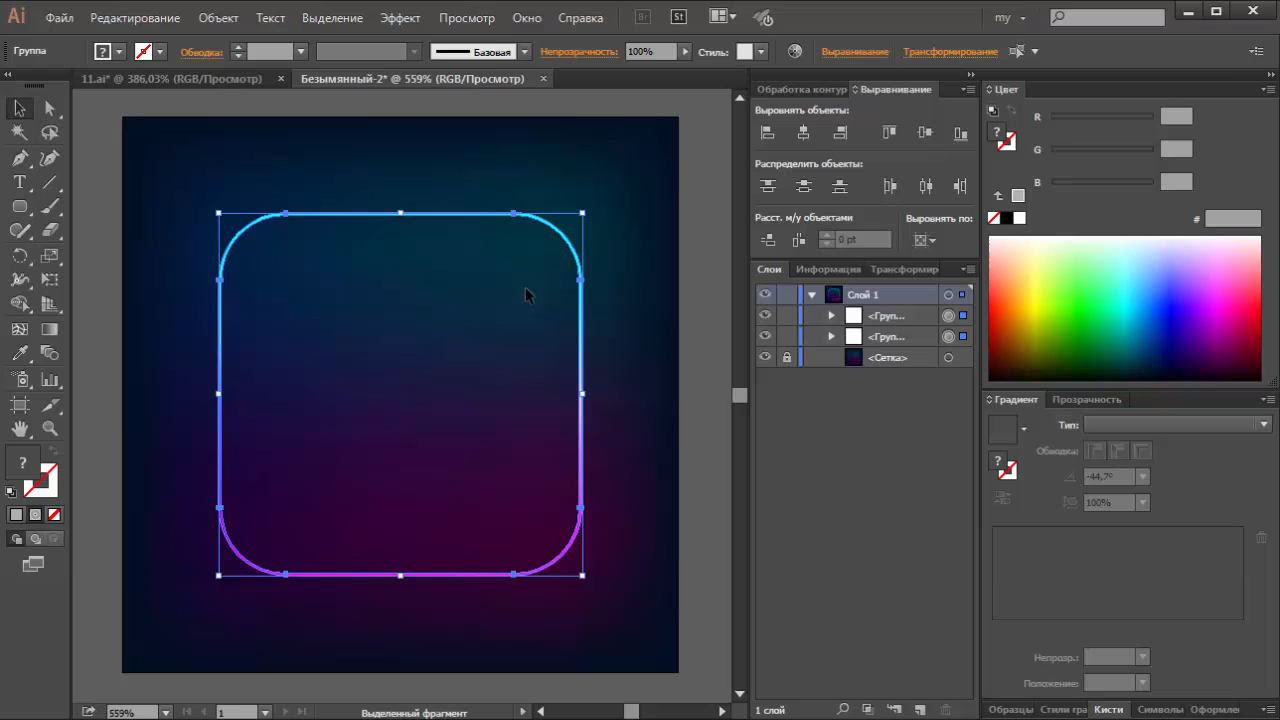 Ai Файл Редактирование Объект Текст Выделение Эффект Просмотр Окно Справка Br St my
Группа ? Обводка: Базовая Непрозрачность: 100% Стиль: Выравнивание Трансформирование
11.ai* @ 386,03% (RGB/Просмотр) × Безымянный-2* @ 559% (RGB/Просмотр) ×
Обработка контур Выравнивание
Цвет
Выровнять объекты:
R
G
B
Распределить объекты:
Расст. м/у объектами Выровнять по:
0 pt
#
Слои Информация Трансформир
Слой 1
<Груп...
<Груп...
<Сетка>
Градиент Прозрачность
Тип:
Обводка:
-44,7°
100%
Непрозр.:
Положение:
559% 1 Выделенный фрагмент
1 слой
Образцы Стили гра Кисти Символы Оформлен